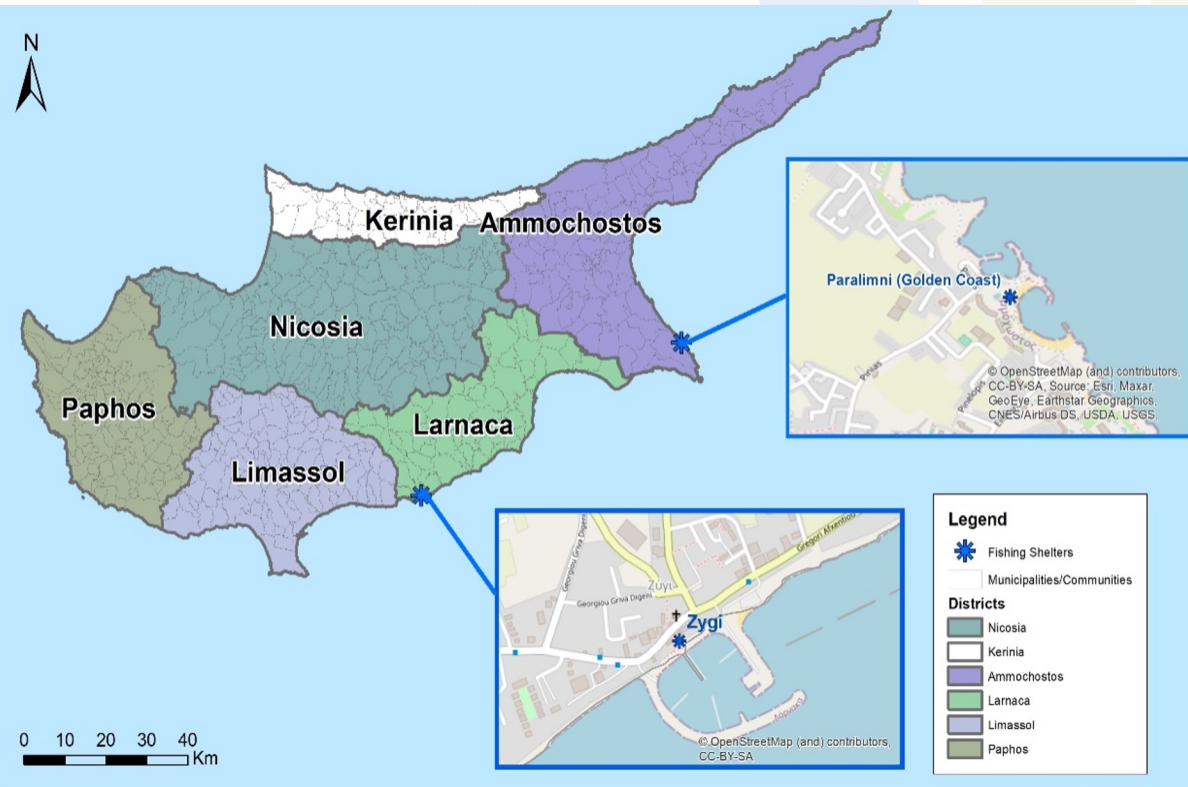 N
Kerinia
Ammochostos
Nicosia
Paphos
Larnaca
Limassol
Paralimni (Golden Coast)
Pinias
© OpenStreetMap (and) contributors,
CC-BY-SA, Source: Esri, Maxar,
GeoEye, Earthstar Geographics,
CNES/Airbus DS, USDA, USGS,
Georgiou Griva Digeni
Gregori Afxentiou
Ζύγι
Georgiou Griva Digeni
Zygi
Λάρνακα
© OpenStreetMap (and) contributors,
CC-BY-SA
0 10 20 30 40
Km
Legend
Fishing Shelters
Municipalities/Communities
Districts
Nicosia
Kerinia
Ammochostos
Larnaca
Limassol
Paphos